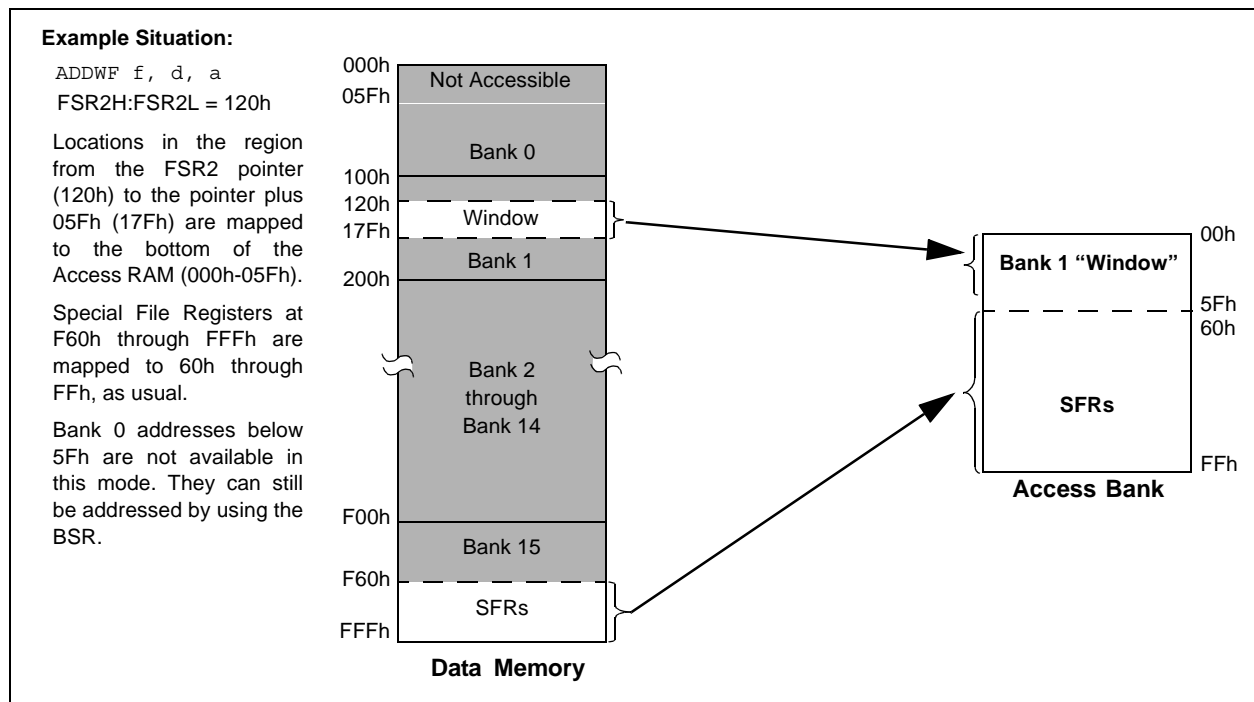 Example Situation:
ADDWF f, d, a
FSR2H:FSR2L = 120h
Locations in the region
from the FSR2 pointer
(120h) to the pointer plus
05Fh (17Fh) are mapped
to the bottom of the
Access RAM (000h-05Fh).
Special File Registers at
F60h through FFFh are
mapped to 60h through
FFh, as usual.
Bank 0 addresses below
5Fh are not available in
this mode. They can still
be addressed by using the
BSR.
000h
Not Accessible
05Fh
Bank 0
100h
120h
Window
17Fh
Bank 1
200h
Bank 2
through
Bank 14
F00h
Bank 15
F60h
SFRs
FFFh
Data Memory
00h
Bank 1 “Window”
5Fh
60h
SFRs
FFh
Access Bank